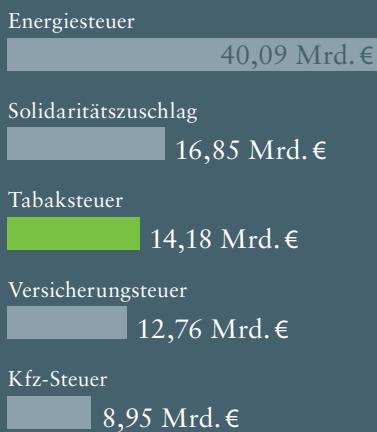 Energiesteuer
40,09 Mrd. €
Solidaritätszuschlag
16,85 Mrd. €
Tabaksteuer
14,18 Mrd. €
Versicherungsteuer
12,76 Mrd. €
Kfz-Steuer
8,95 Mrd. €